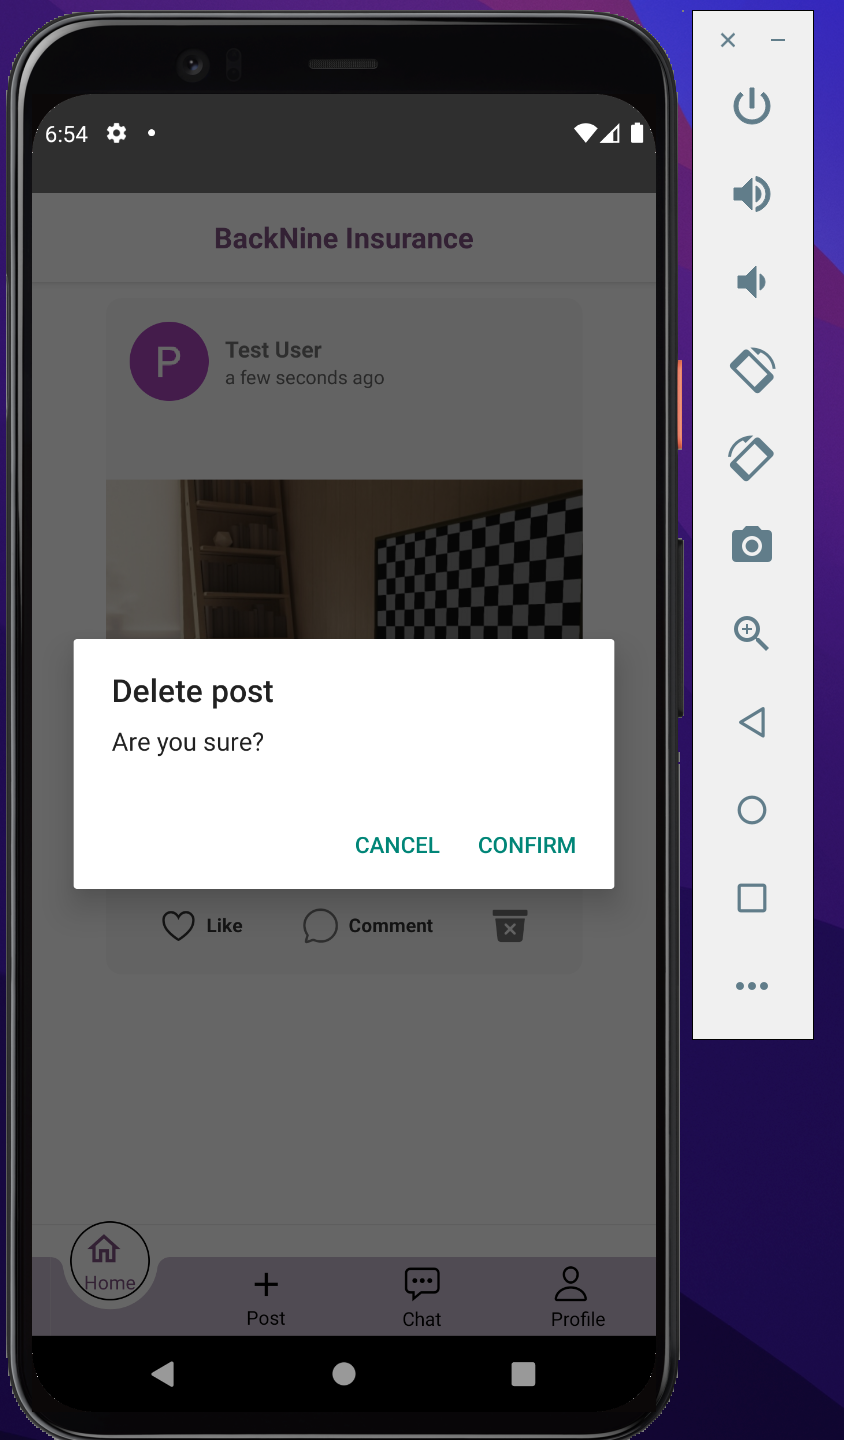 6:54
BackNine Insurance
P
Test User
a few seconds ago
Delete post
Are you sure?
CANCEL CONFIRM
Like Comment
Home
Post Chat Profile